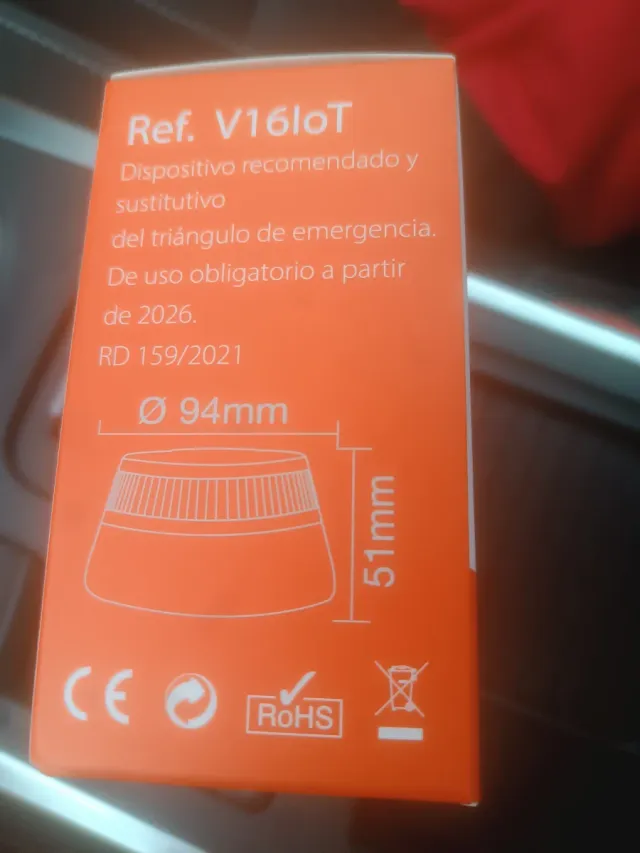 Ref. V16IoT
Dispositivo recomendado y
sustitutivo
del triángulo de emergencia.
De uso obligatorio a partir
de 2026.
RD 159/2021
Ø 94mm
51mm
CE
RoHS